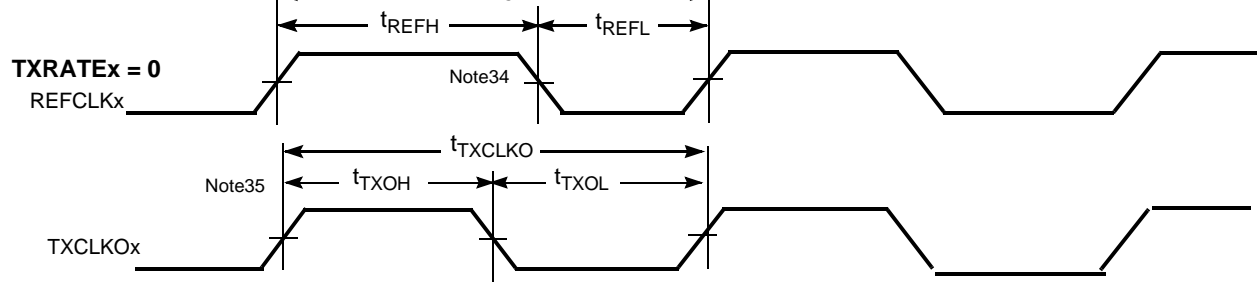 tREFH tREFL
TXRATEx = 0
Note34
REFCLKx
tTXCLKO
Note35
tTXOH tTXOL
TXCLKOx